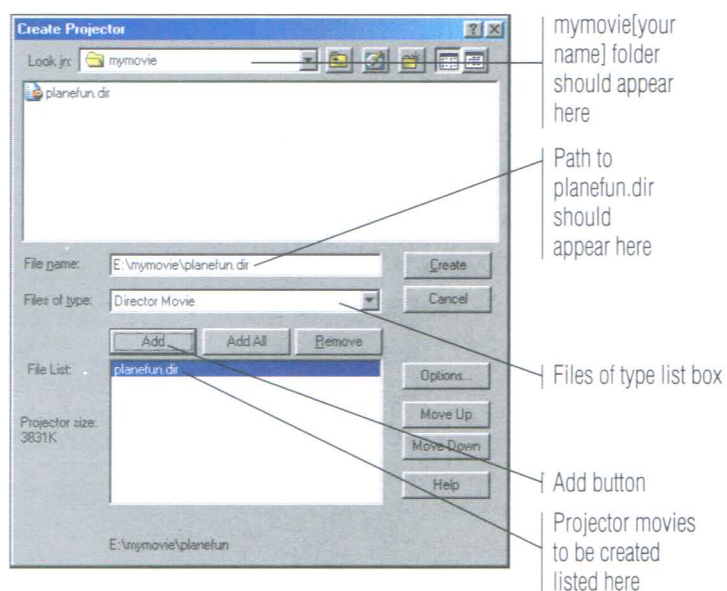 Create Projector
Look in: mymovie
planefun.dir
File name: E:\mymovie\planefun.dir
Create
Files of type: Director Movie
Cancel
Add Add All Remove
File List: planefun.dir
Options...
Projector size:
3831K
Move Up
Move Down
Help
E:\mymovie\planefun
mymovie[your
name] folder
should appear
here
Path to
planefun.dir
should
appear here
Files of type list box
Add button
Projector movies
to be created
listed here